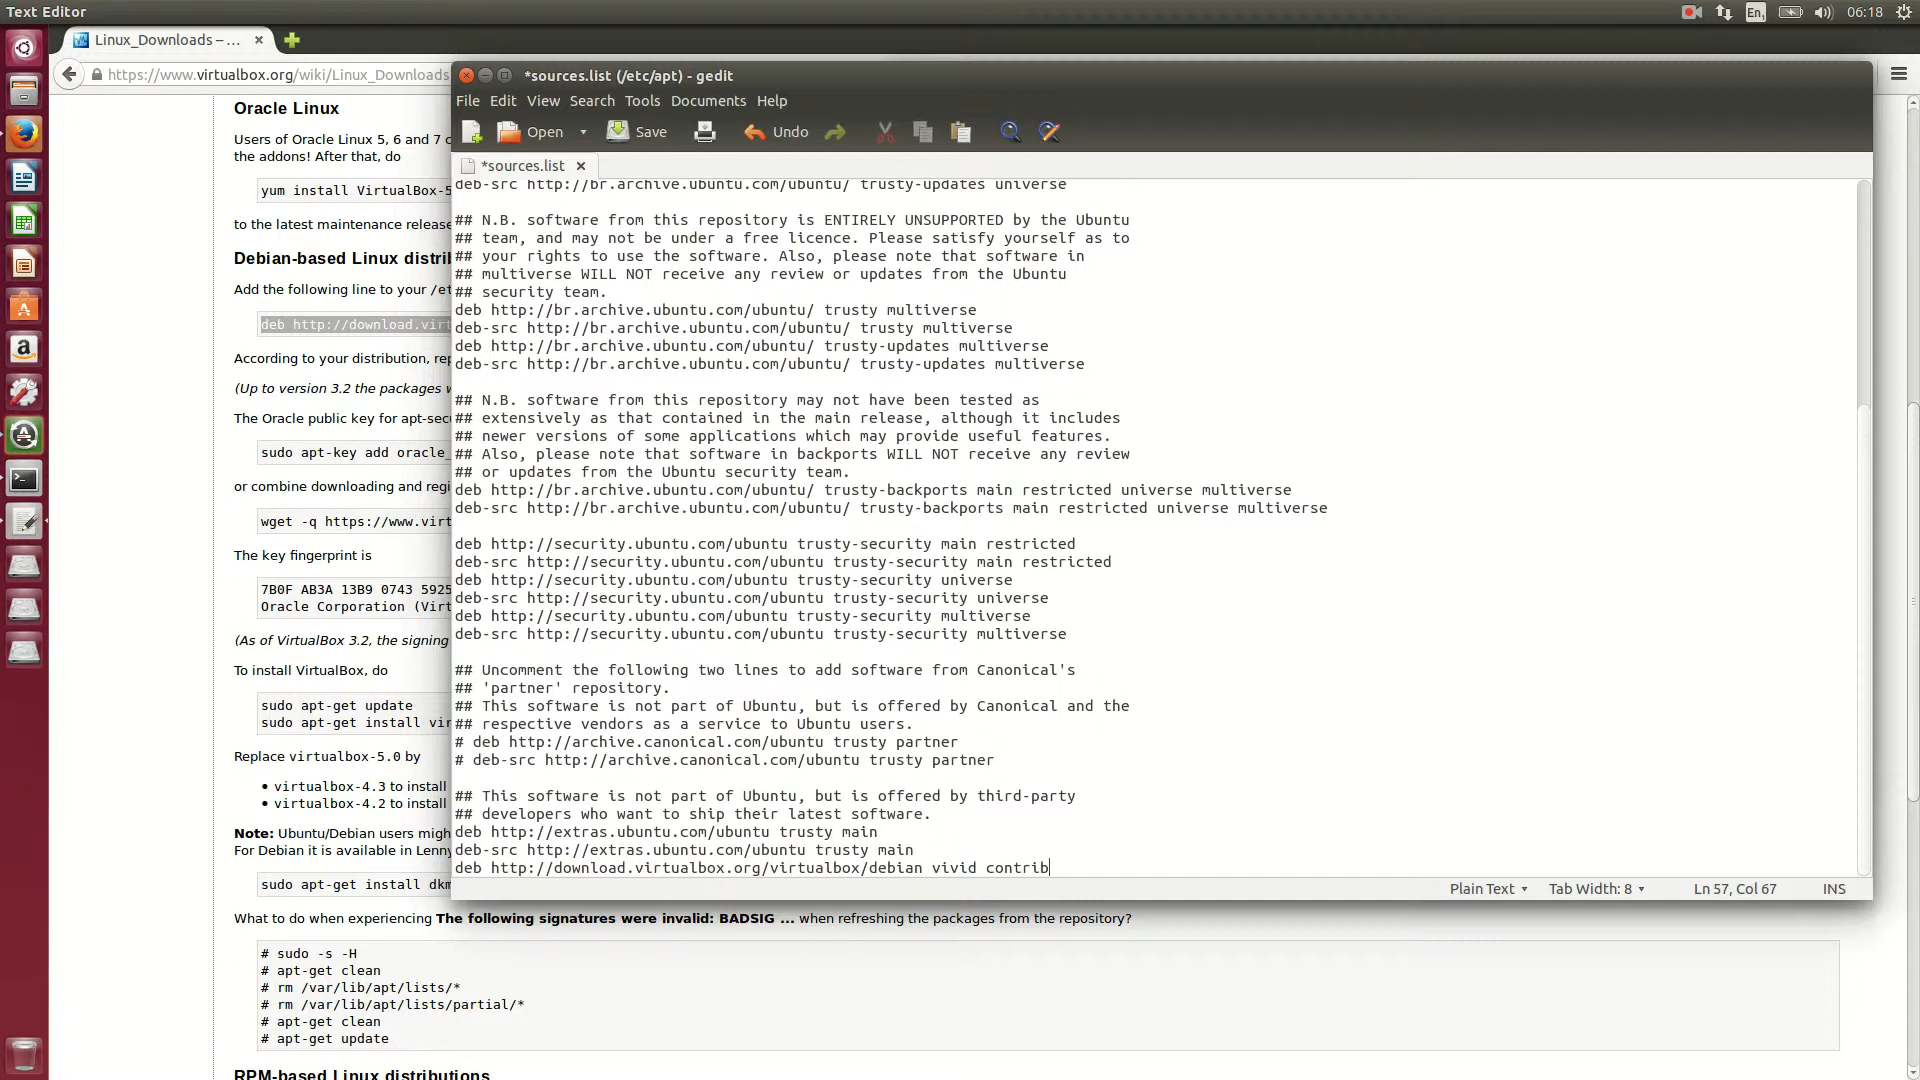 Text Editor
En
06:18
Linux_Downloads – ...
https://www.virtualbox.org/wiki/Linux_Downloads
Oracle Linux
Users of Oracle Linux 5, 6 and 7 c
the addons! After that, do
yum install VirtualBox-5
to the latest maintenance release
Debian-based Linux distrib
Add the following line to your /et
deb http://download.virt
According to your distribution, rep
(Up to version 3.2 the packages w
The Oracle public key for apt-sec
sudo apt-key add oracle_
or combine downloading and regi
wget -q https://www.virt
The key fingerprint is
7B0F AB3A 13B9 0743 5925
Oracle Corporation (Virt
(As of VirtualBox 3.2, the signing
To install VirtualBox, do
sudo apt-get update
sudo apt-get install vir
Replace virtualbox-5.0 by
• virtualbox-4.3 to install
• virtualbox-4.2 to install
Note: Ubuntu/Debian users migh
For Debian it is available in Lenny
sudo apt-get install dkm
What to do when experiencing The following signatures were invalid: BADSIG ... when refreshing the packages from the repository?
# sudo -s -H
# apt-get clean
# rm /var/lib/apt/lists/*
# rm /var/lib/apt/lists/partial/*
# apt-get clean
# apt-get update
RPM-based Linux distributions
*sources.list (/etc/apt) - gedit
File Edit View Search Tools Documents Help
Open Save Undo
*sources.list
deb-src http://br.archive.ubuntu.com/ubuntu/ trusty-updates universe
## N.B. software from this repository is ENTIRELY UNSUPPORTED by the Ubuntu
## team, and may not be under a free licence. Please satisfy yourself as to
## your rights to use the software. Also, please note that software in
## multiverse WILL NOT receive any review or updates from the Ubuntu
## security team.
deb http://br.archive.ubuntu.com/ubuntu/ trusty multiverse
deb-src http://br.archive.ubuntu.com/ubuntu/ trusty multiverse
deb http://br.archive.ubuntu.com/ubuntu/ trusty-updates multiverse
deb-src http://br.archive.ubuntu.com/ubuntu/ trusty-updates multiverse
## N.B. software from this repository may not have been tested as
## extensively as that contained in the main release, although it includes
## newer versions of some applications which may provide useful features.
## Also, please note that software in backports WILL NOT receive any review
## or updates from the Ubuntu security team.
deb http://br.archive.ubuntu.com/ubuntu/ trusty-backports main restricted universe multiverse
deb-src http://br.archive.ubuntu.com/ubuntu/ trusty-backports main restricted universe multiverse
deb http://security.ubuntu.com/ubuntu trusty-security main restricted
deb-src http://security.ubuntu.com/ubuntu trusty-security main restricted
deb http://security.ubuntu.com/ubuntu trusty-security universe
deb-src http://security.ubuntu.com/ubuntu trusty-security universe
deb http://security.ubuntu.com/ubuntu trusty-security multiverse
deb-src http://security.ubuntu.com/ubuntu trusty-security multiverse
## Uncomment the following two lines to add software from Canonical's
## 'partner' repository.
## This software is not part of Ubuntu, but is offered by Canonical and the
## respective vendors as a service to Ubuntu users.
# deb http://archive.canonical.com/ubuntu trusty partner
# deb-src http://archive.canonical.com/ubuntu trusty partner
## This software is not part of Ubuntu, but is offered by third-party
## developers who want to ship their latest software.
deb http://extras.ubuntu.com/ubuntu trusty main
deb-src http://extras.ubuntu.com/ubuntu trusty main
deb http://download.virtualbox.org/virtualbox/debian vivid contrib
Plain Text Tab Width: 8 Ln 57, Col 67 INS